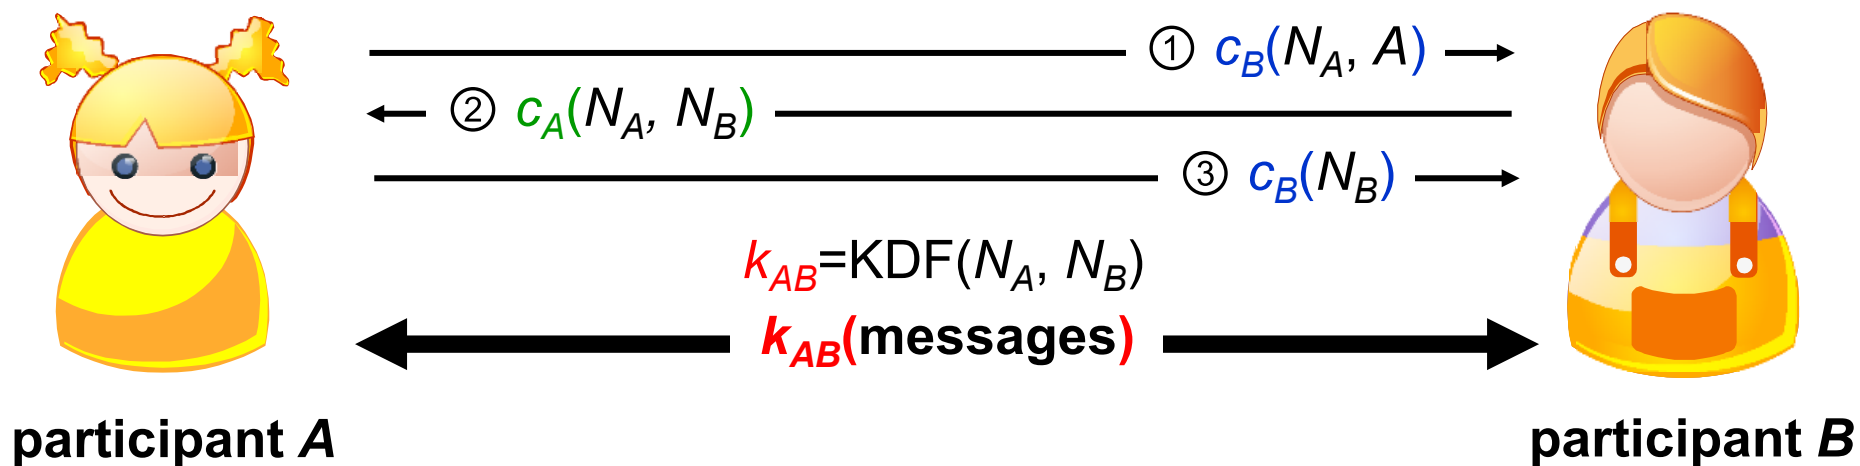 ① c_B(N_A, A)
② c_A(N_A, N_B)
③ c_B(N_B)
k_AB=KDF(N_A, N_B)
k_AB(messages)
participant A
participant B